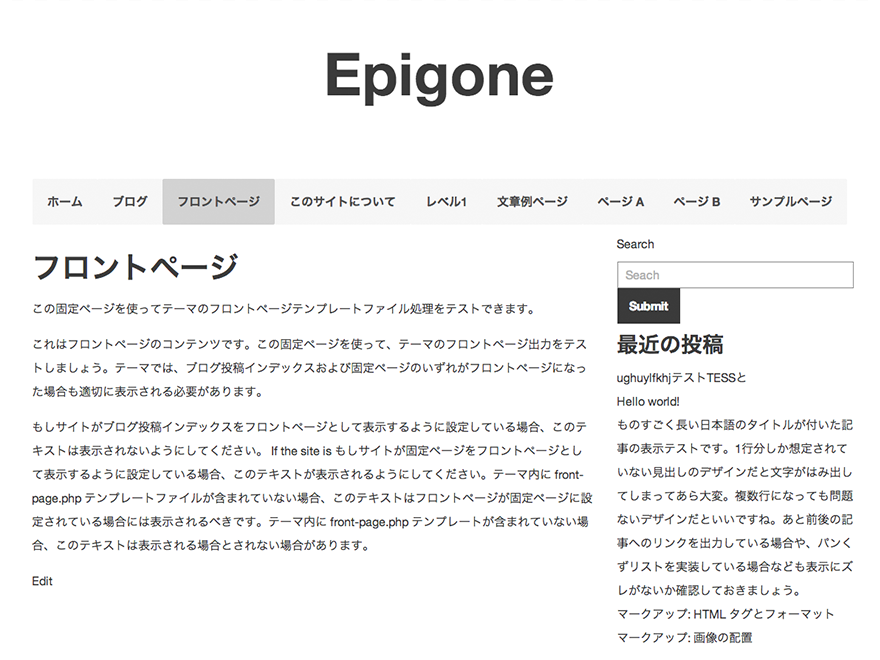 Epigone
ホーム ブログ フロントページ このサイトについて レベル1 文章例ページ ページ A ページ B サンプルページ
フロントページ
この固定ページを使ってテーマのフロントページテンプレートファイル処理をテストできます。
これはフロントページのコンテンツです。この固定ページを使って、テーマのフロントページ出力をテス
トしましょう。テーマでは、ブログ投稿インデックスおよび固定ページのいずれがフロントページになっ
た場合も適切に表示される必要があります。
もしサイトがブログ投稿インデックスをフロントページとして表示するように設定している場合、このテ
キストは表示されないようにしてください。 If the site is もしサイトが固定ページをフロントページとし
て表示するように設定している場合、このテキストが表示されるようにしてください。テーマ内に front-
page.php テンプレートファイルが含まれていない場合、このテキストはフロントページが固定ページに設
定されている場合には表示されるべきです。テーマ内に front-page.php テンプレートが含まれていない場
合、このテキストは表示される場合とされない場合があります。
Edit
Search
Seach
Submit
最近の投稿
ughuylfkhjテストTESSと
Hello world!
ものすごく長い日本語のタイトルが付いた記
事の表示テストです。1行分しか想定されて
いない見出しのデザインだと文字がはみ出し
てしまってあら大変。複数行になっても問題
ないデザインだといいですね。あと前後の記
事へのリンクを出力している場合や、パンく
ずリストを実装している場合なども表示にズ
レがないか確認しておきましょう。
マークアップ: HTML タグとフォーマット
マークアップ: 画像の配置